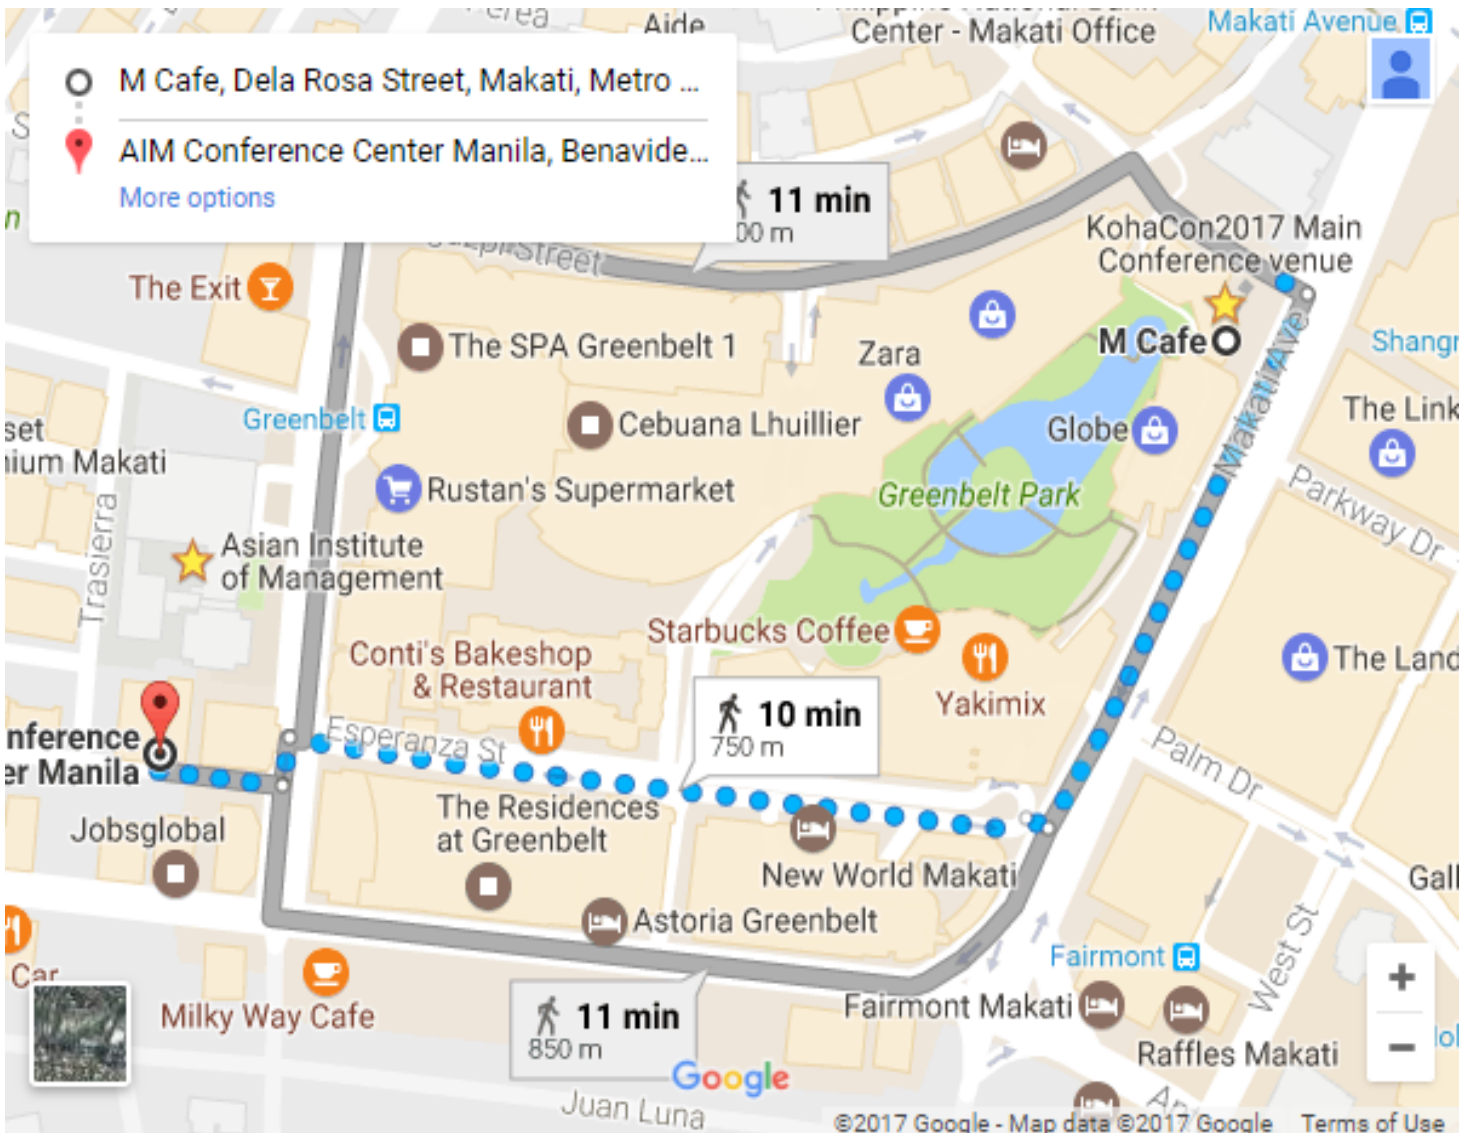 Aide
Center - Makati Office
Makati Avenue
M Cafe, Dela Rosa Street, Makati, Metro ...
AIM Conference Center Manila, Benavide...
More options
11 min
00 m
KohaCon2017 Main
Conference venue
Street
The Exit
M Cafe
Makati Ave
The SPA Greenbelt 1
Zara
Greenbelt
Cebuana Lhuillier
Globe
The Link
nium Makati
Rustan's Supermarket
Greenbelt Park
Parkway Dr
Trasierra
Asian Institute
of Management
Starbucks Coffee
Conti's Bakeshop
& Restaurant
Yakimix
The Land
10 min
750 m
Esperanza St
nference
er Manila
Palm Dr
The Residences
at Greenbelt
Jobsglobal
New World Makati
Astoria Greenbelt
Fairmont
West St
Car
Milky Way Cafe
Fairmont Makati
Raffles Makati
11 min
850 m
Google
Juan Luna
©2017 Google - Map data ©2017 Google
Terms of Use